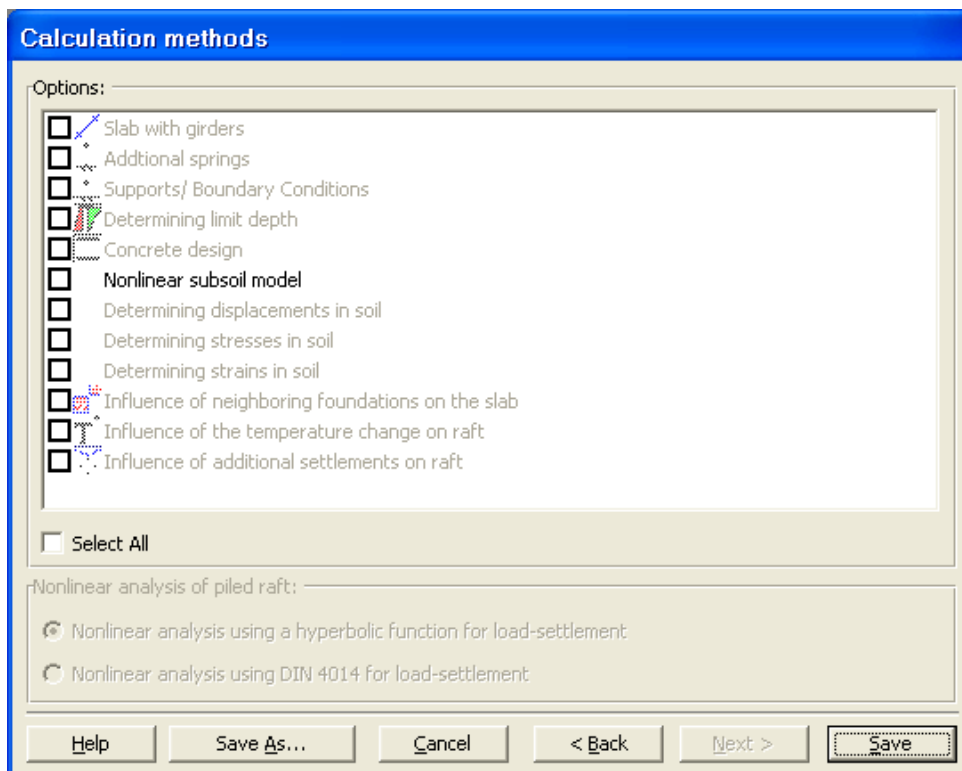 Calculation methods
Options:
Slab with girders
Addtional springs
Supports/ Boundary Conditions
Determining limit depth
Concrete design
Nonlinear subsoil model
Determining displacements in soil
Determining stresses in soil
Determining strains in soil
Influence of neighboring foundations on the slab
Influence of the temperature change on raft
Influence of additional settlements on raft
Select All
Nonlinear analysis of piled raft:
Nonlinear analysis using a hyperbolic function for load-settlement
Nonlinear analysis using DIN 4014 for load-settlement
Help Save As... Cancel < Back Next > Save